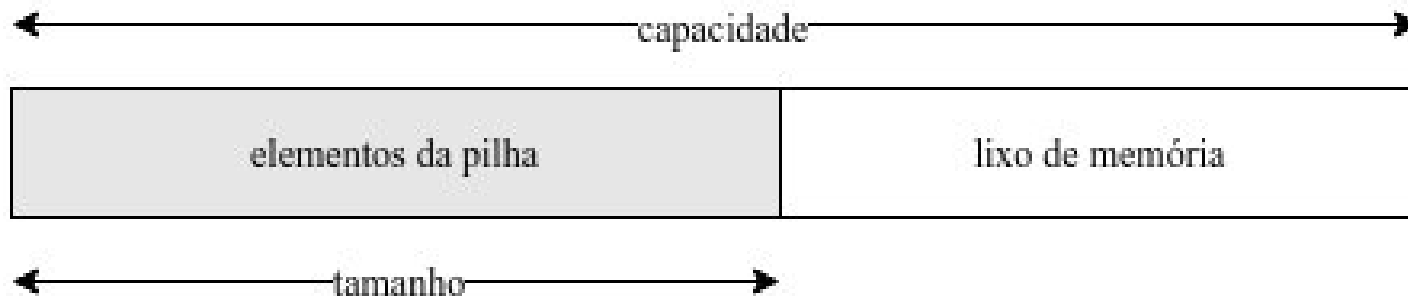 capacidade
elementos da pilha
lixo de memória
tamanho